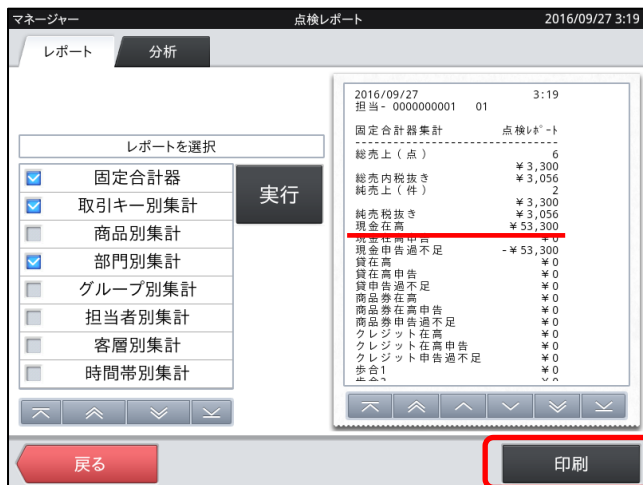 マネージャー 点検レポート 2016/09/27 3:19
レポート 分析
レポートを選択
固定合計器
取引キー別集計
商品別集計
部門別集計
グループ別集計
担当者別集計
客層別集計
時間帯別集計
実行
2016/09/27 3:19
担当- 0000000001 01
固定合計器集計 点検ﾚﾎﾟｰﾄ
--------------------------------
総売上(点) 6
¥3,300
総売内税抜き ¥3,056
純売上(件) 2
¥3,300
純売税抜き ¥3,056
現金在高 ¥53,300
現金在高申告 ¥0
現金申告過不足 -¥53,300
貸在高 ¥0
貸在高申告 ¥0
貸申告過不足 ¥0
商品券在高 ¥0
商品券在高申告 ¥0
商品券申告過不足 ¥0
クレジット在高 ¥0
クレジット在高申告 ¥0
クレジット申告過不足 ¥0
歩合1 ¥0
戻る 印刷